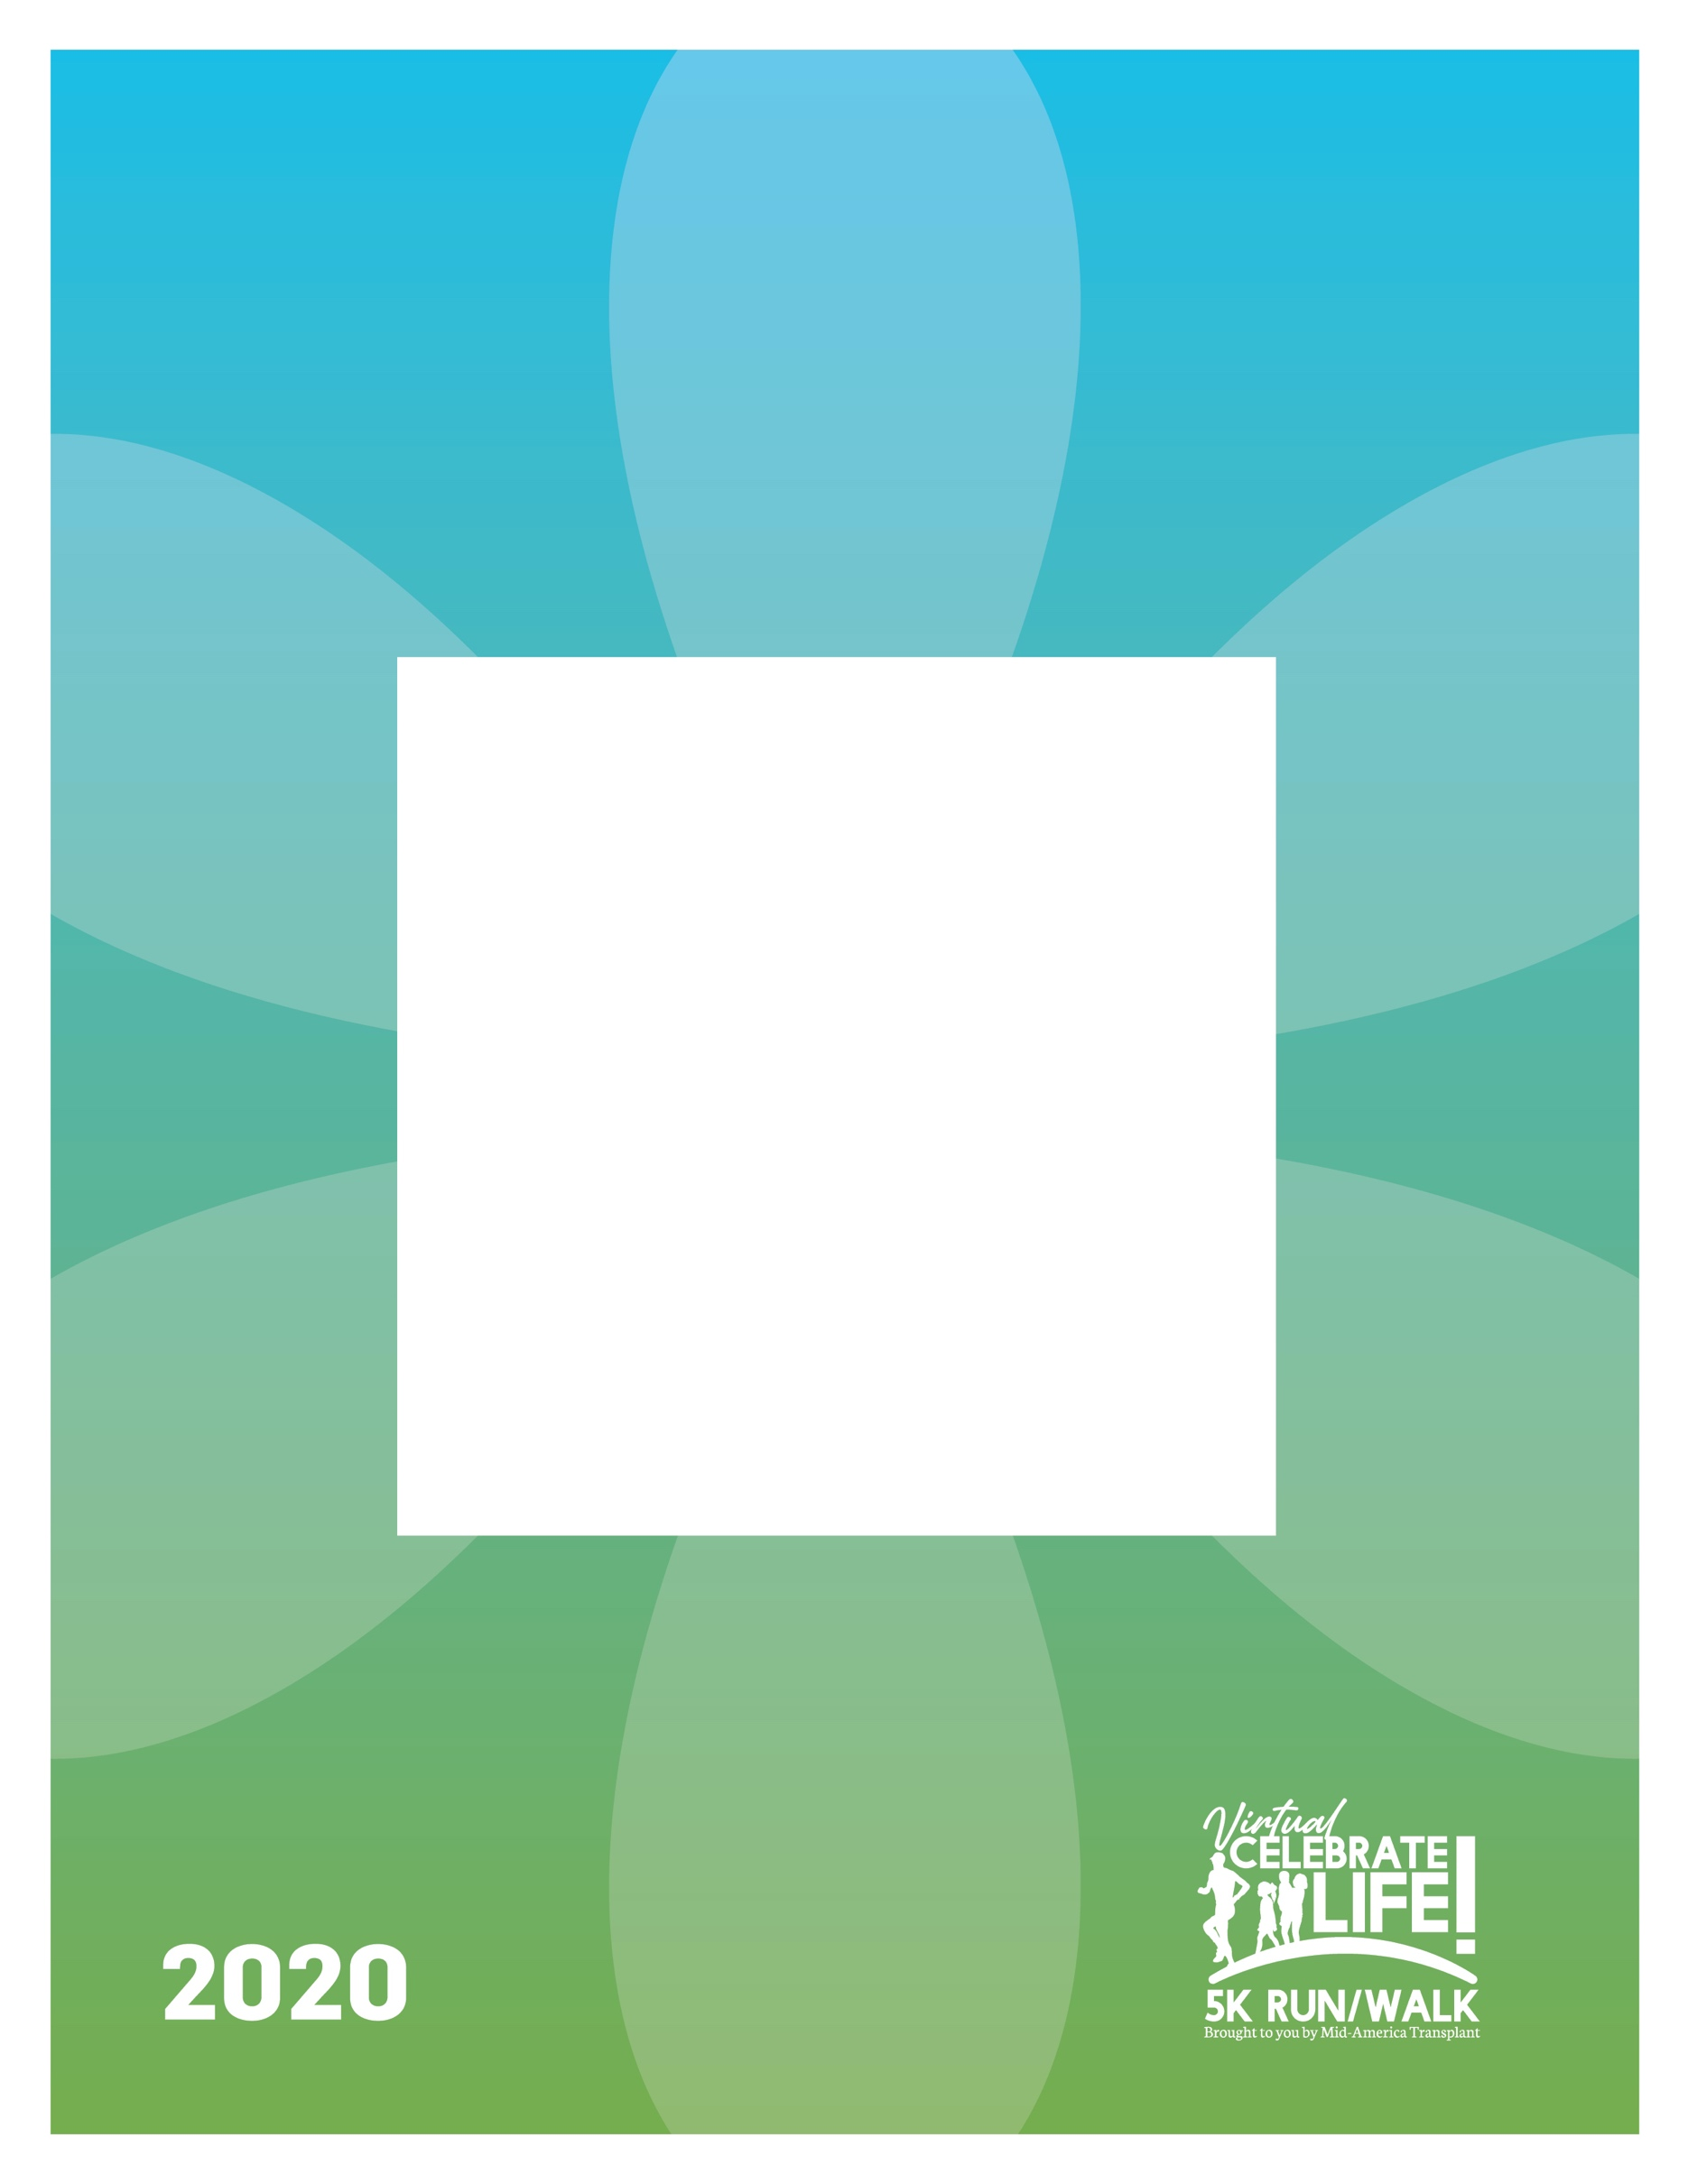 Virtual
CELEBRATE
LIFE!
2020
5K RUN/WALK
Brought to you by Mid-America Transplant